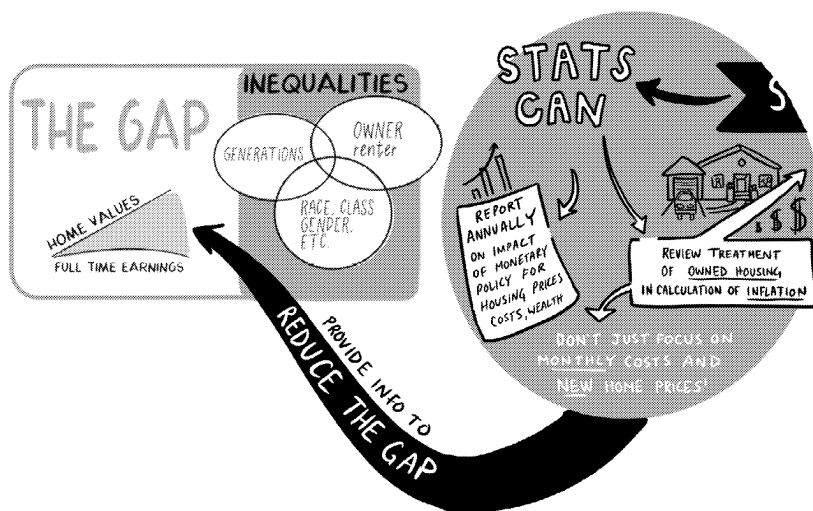 THE GAP
HOME VALUES
FULL TIME EARNINGS
INEQUALITIES
GENERATIONS
OWNER
renter
RACE, CLASS
GENDER,
ETC.
PROVIDE INFO TO
REDUCE THE GAP
STATS
CAN
S
REPORT
ANNUALLY
ON IMPACT
OF MONETARY
POLICY FOR
HOUSING PRICES
COSTS, WEALTH
$ $ $
REVIEW TREATMENT
OF OWNED HOUSING
IN CALCULATION OF INFLATION
DON'T JUST FOCUS ON
MONTHLY COSTS AND
NEW HOME PRICES!